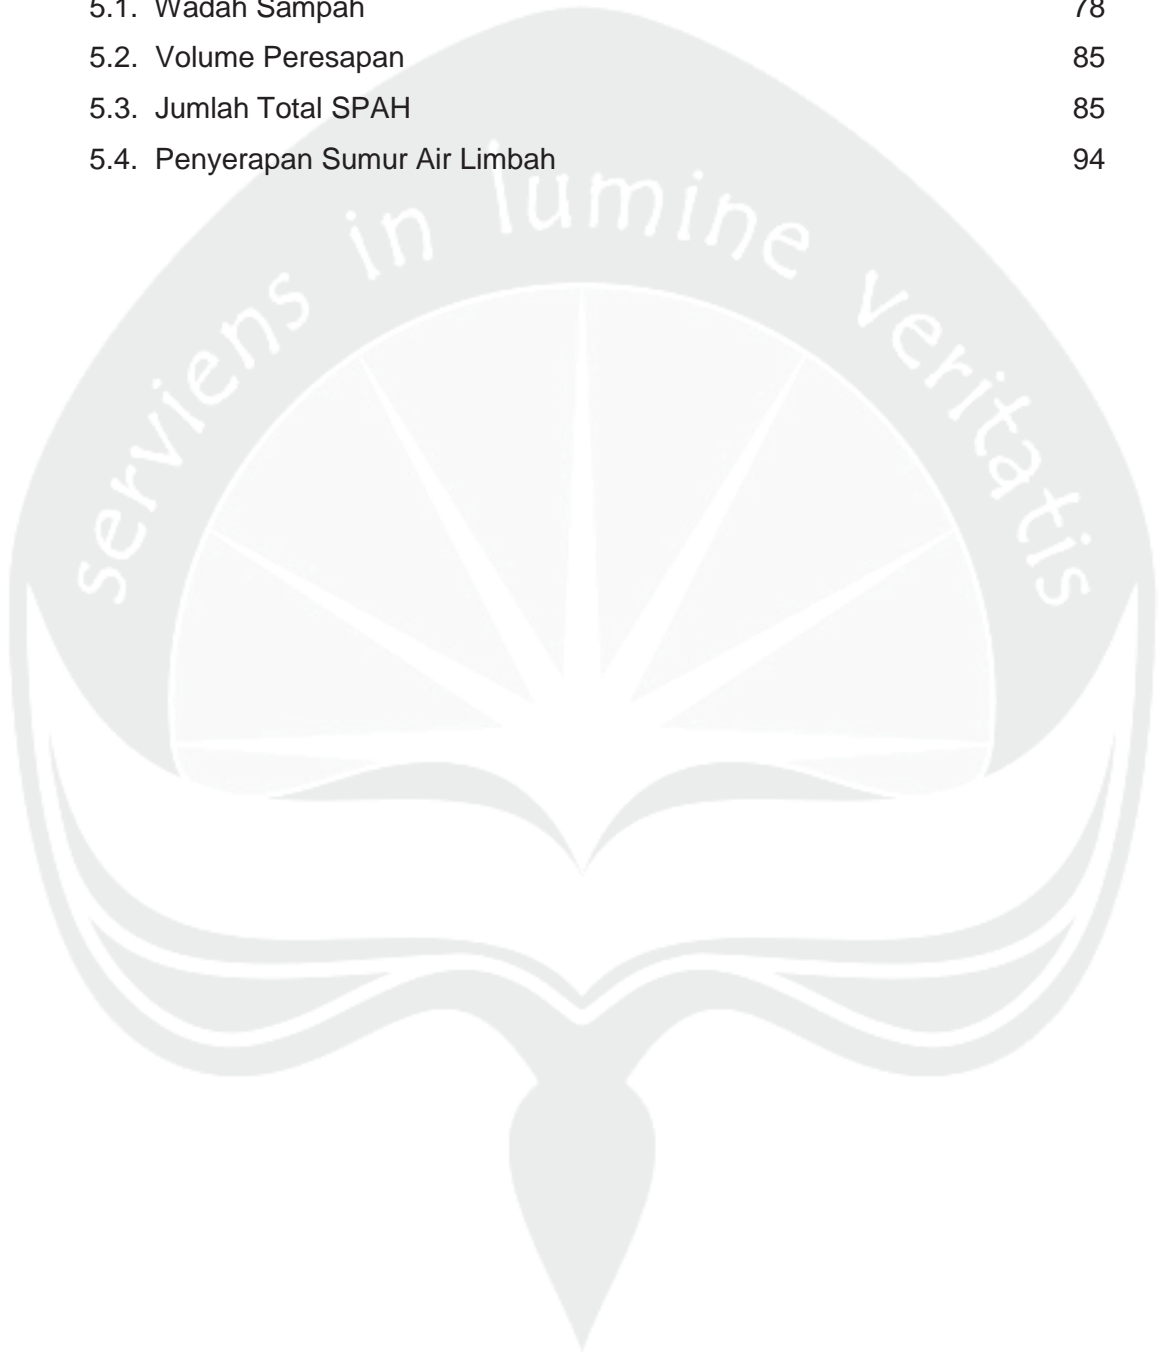 5.1. Wadah Sampah 78
5.2. Volume Peresapan 85
5.3. Jumlah Total SPAH 85
5.4. Penyerapan Sumur Air Limbah 94
serviens in lumine veritatis